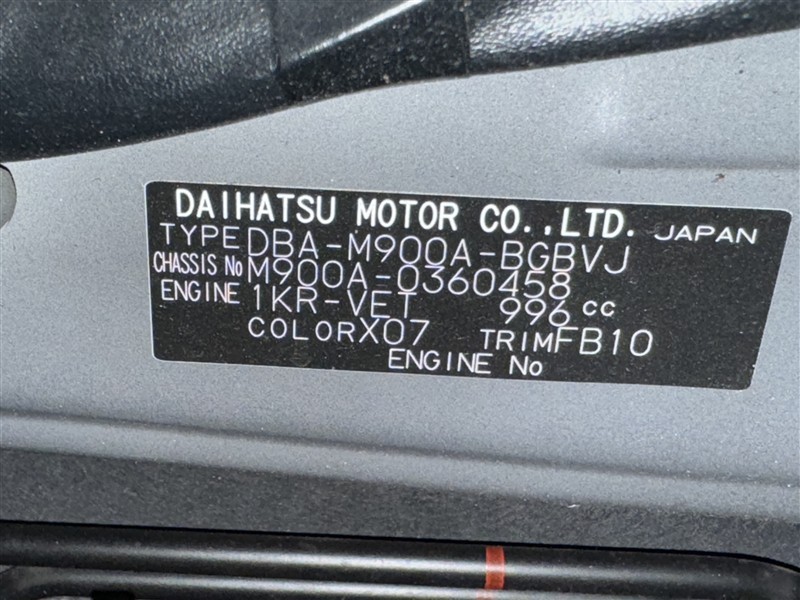 DAIHATSU MOTOR CO.,LTD. JAPAN
TYPE DBA-M900A-BGBVJ
CHASSIS No M900A-0360458
ENGINE 1KR-VET 996 cc
COLOR X07 TRIM FB10
ENGINE No